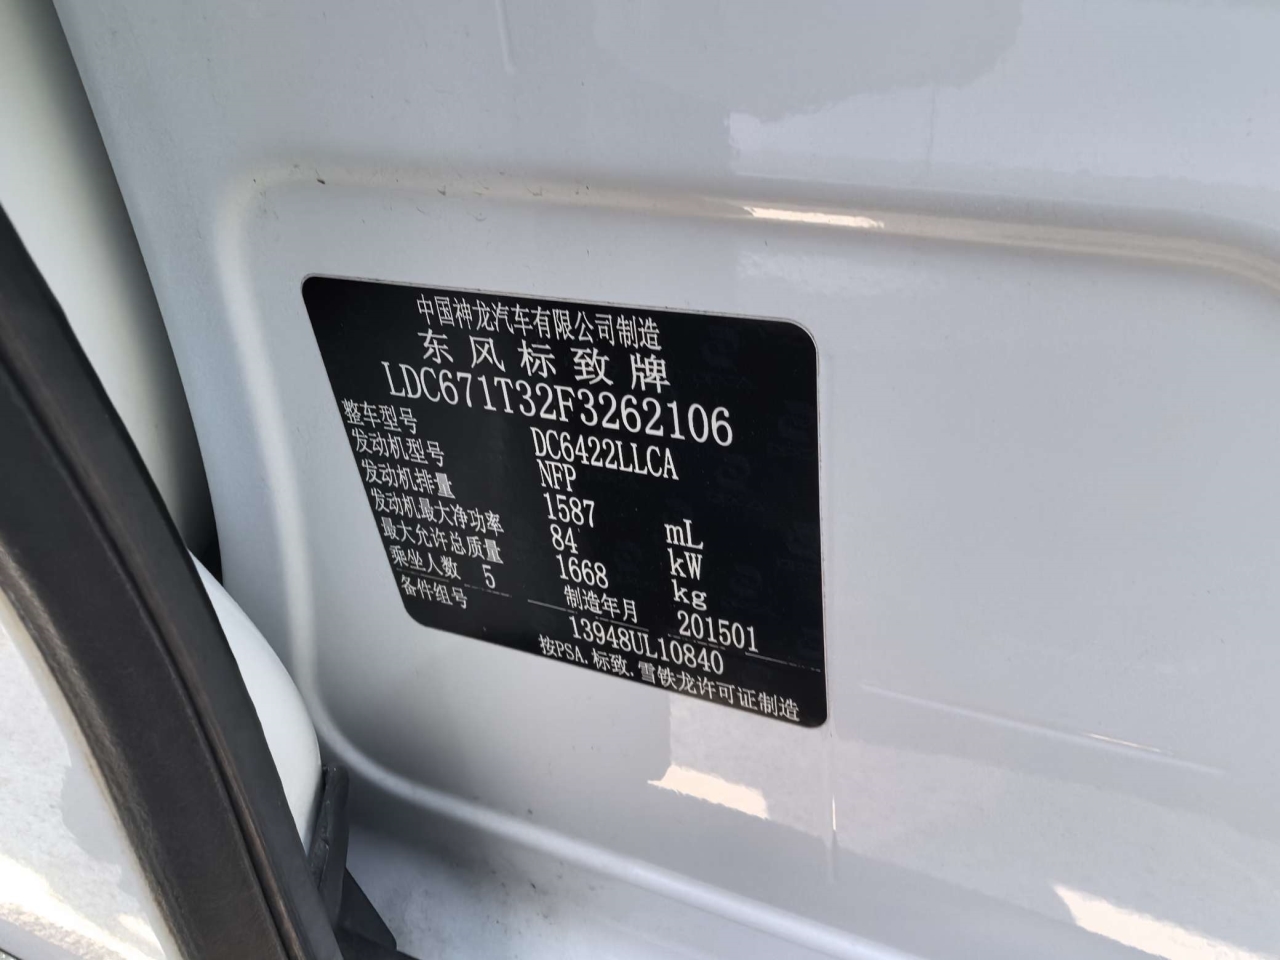 中国神龙汽车有限公司制造
东风标致牌
LDC671T32F3262106
整车型号 DC6422LLCA
发动机型号 NFP
发动机排量 1587 mL
发动机最大净功率 84 kW
最大允许总质量 1668 kg
乘坐人数 5 制造年月 201501
备件组号 13948UL10840
按PSA.标致.雪铁龙许可证制造